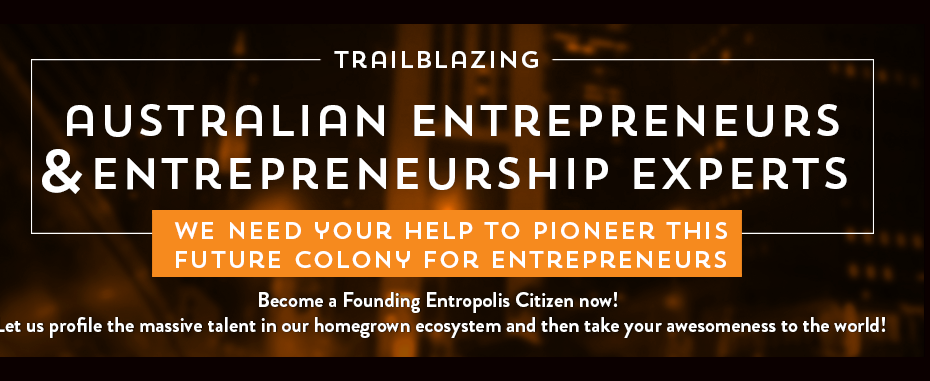 TRAILBLAZING
AUSTRALIAN ENTREPRENEURS
& ENTREPRENEURSHIP EXPERTS
WE NEED YOUR HELP TO PIONEER THIS
FUTURE COLONY FOR ENTREPRENEURS
Become a Founding Entropolis Citizen now!
Let us profile the massive talent in our homegrown ecosystem and then take your awesomeness to the world!